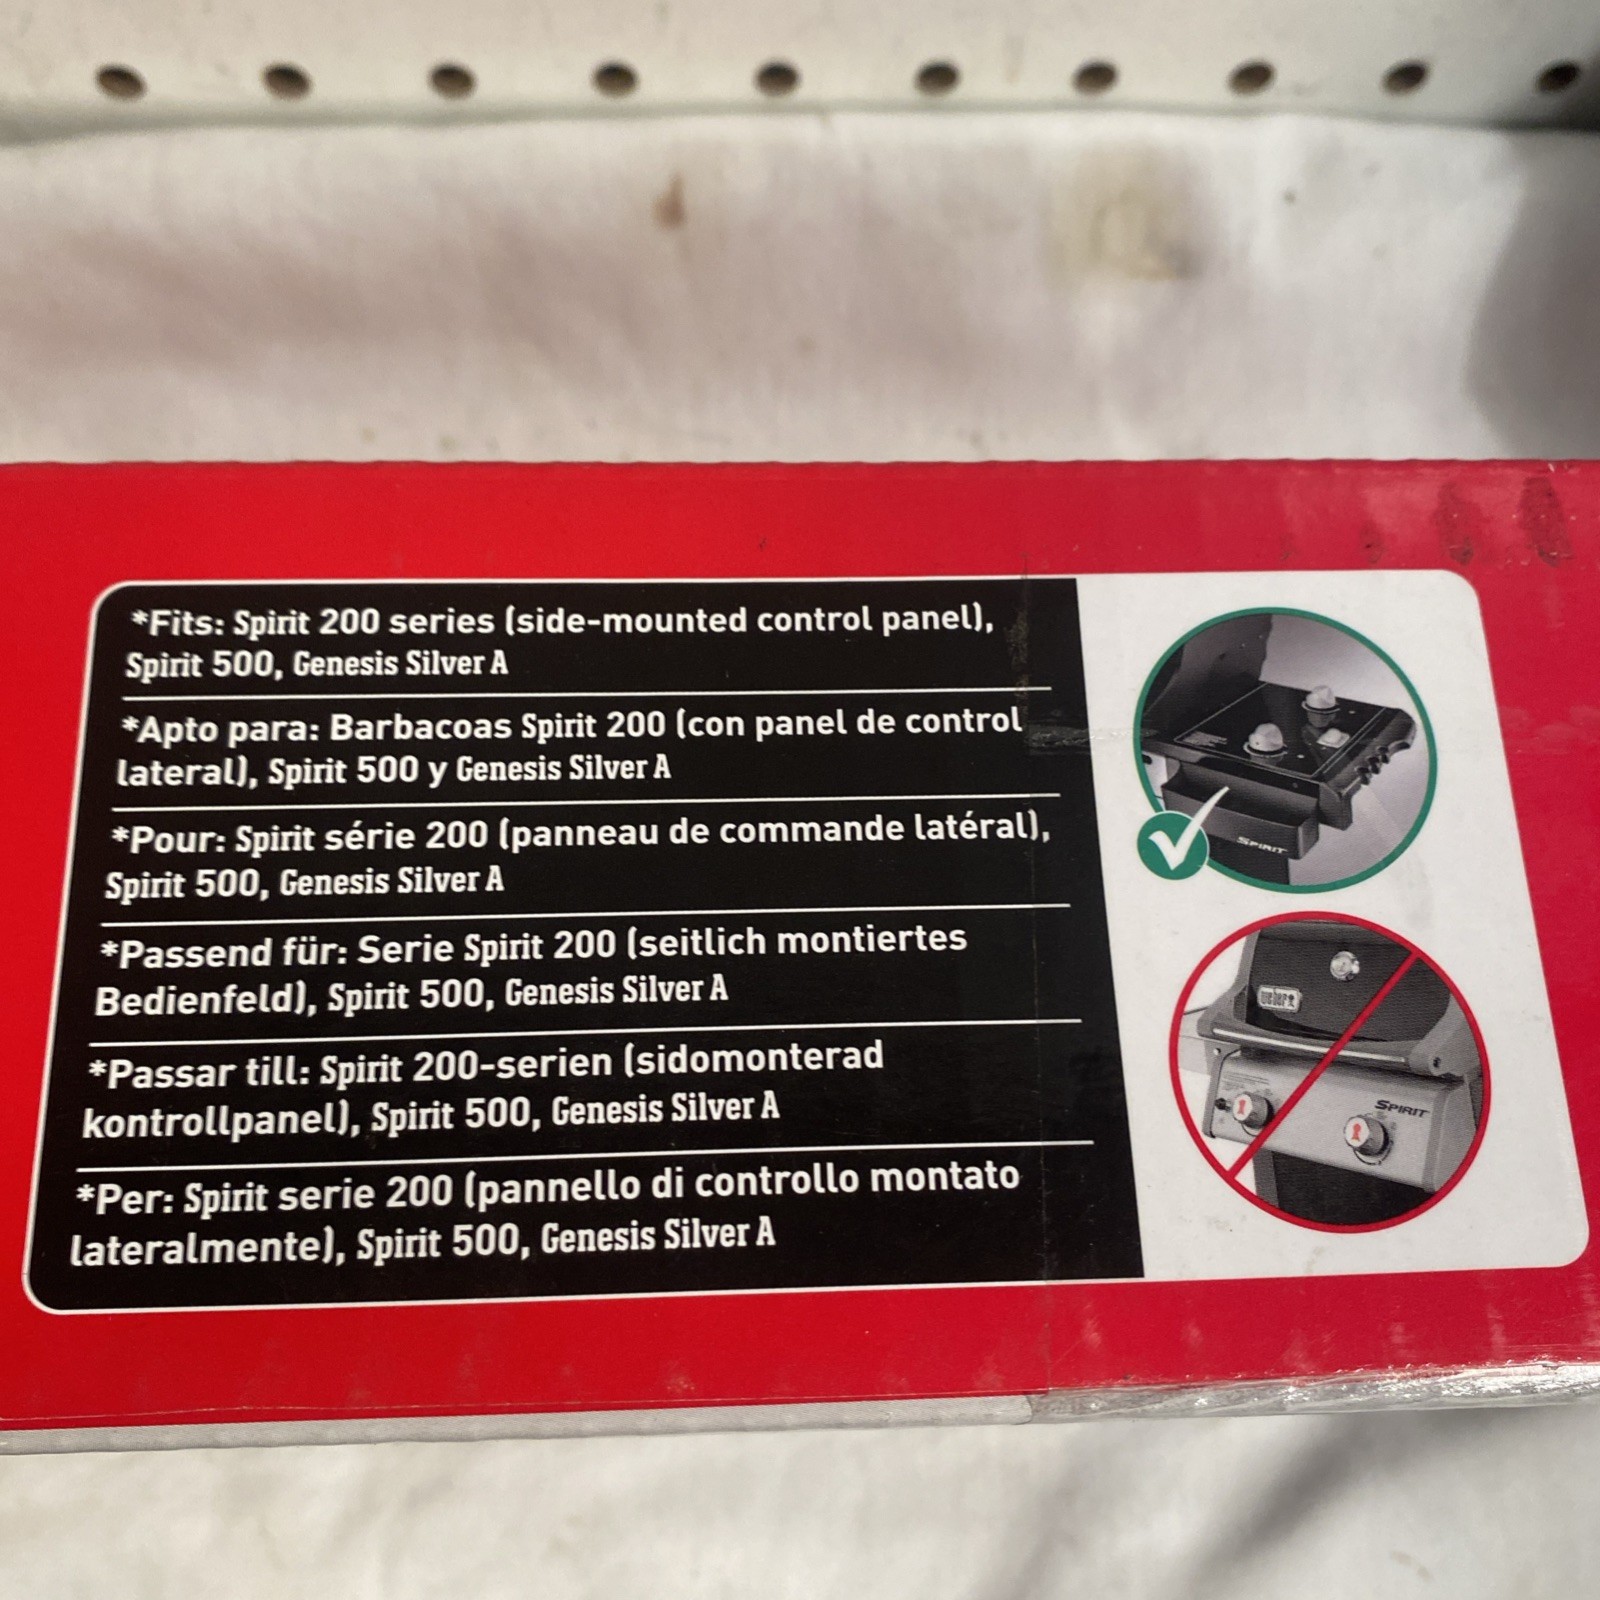 *Fits: Spirit 200 series (side-mounted control panel),
Spirit 500, Genesis Silver A
*Apto para: Barbacoas Spirit 200 (con panel de control
lateral), Spirit 500 y Genesis Silver A
*Pour: Spirit série 200 (panneau de commande latéral),
Spirit 500, Genesis Silver A
*Passend für: Serie Spirit 200 (seitlich montiertes
Bedienfeld), Spirit 500, Genesis Silver A
*Passar till: Spirit 200-serien (sidomonterad
kontrollpanel), Spirit 500, Genesis Silver A
*Per: Spirit serie 200 (pannello di controllo montato
lateralmente), Spirit 500, Genesis Silver A
SPIRIT
weber
SPIRIT